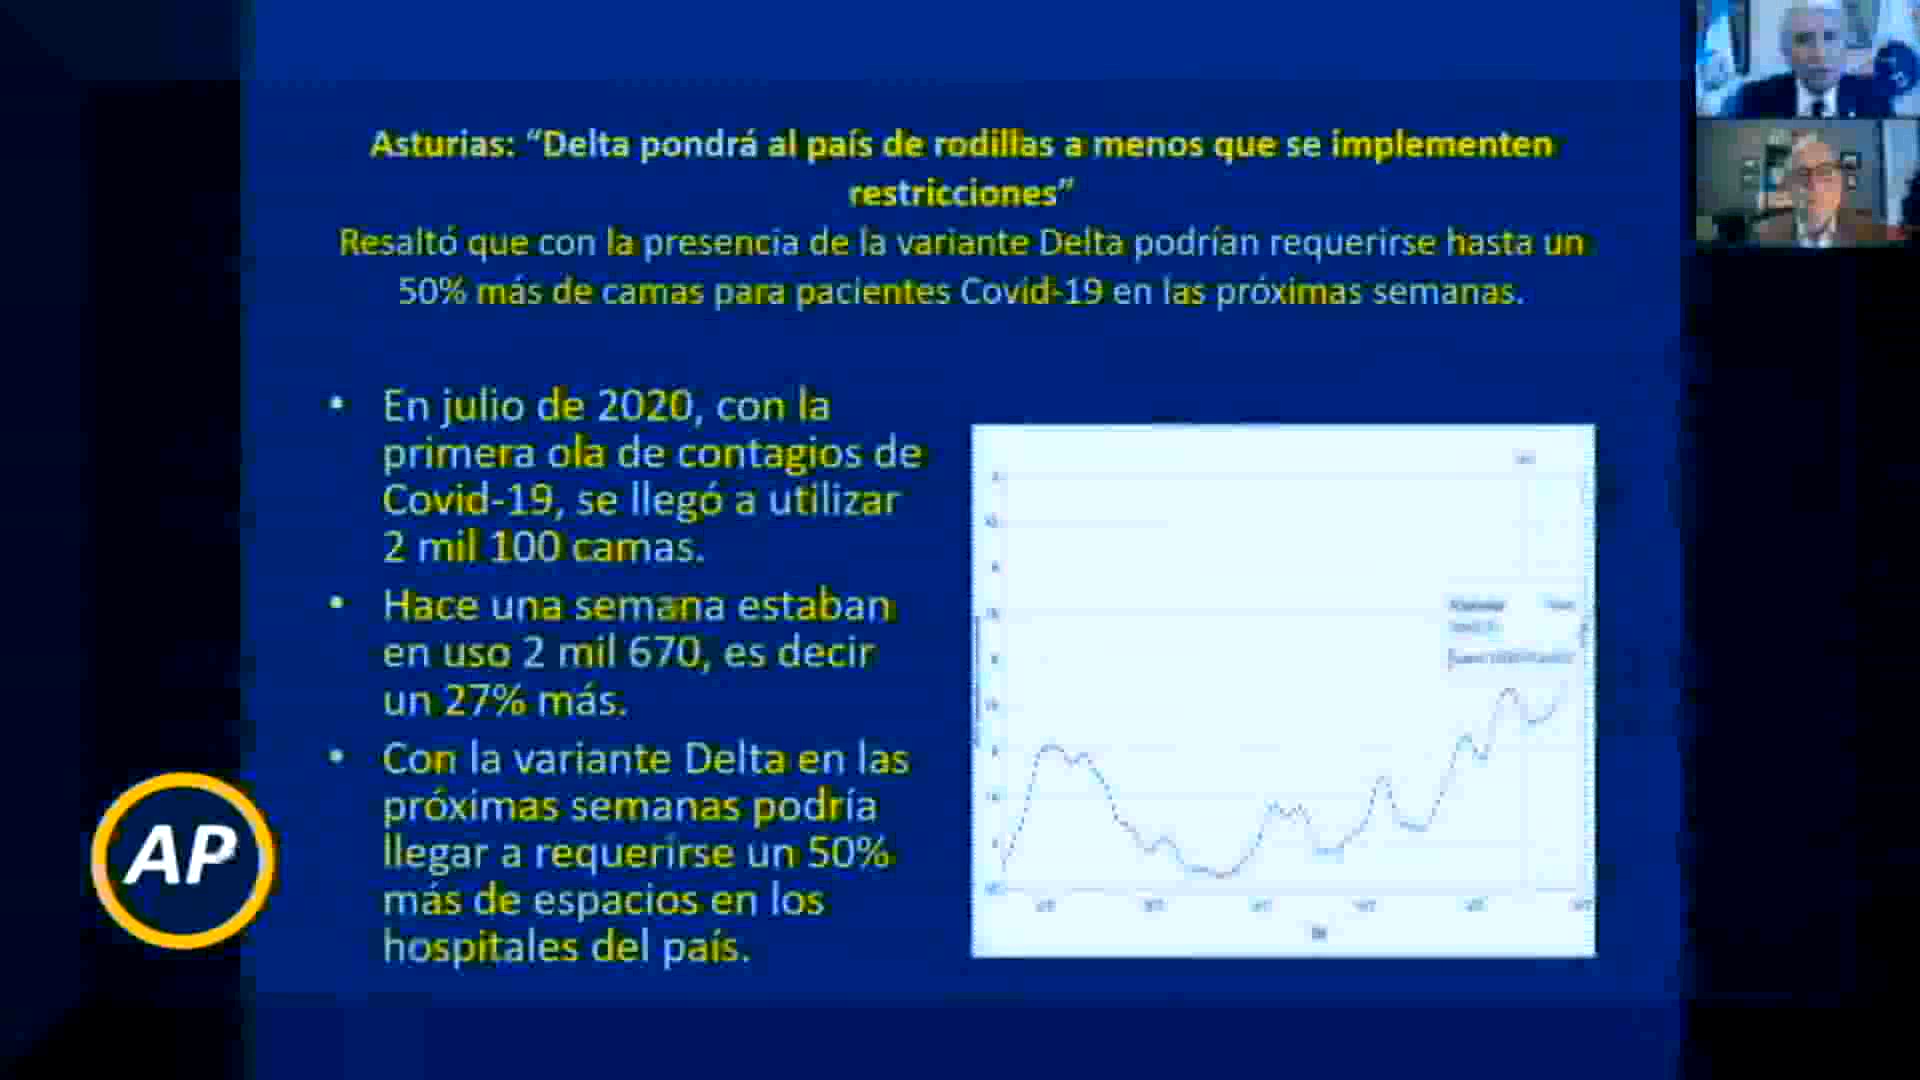 Asturias: “Delta pondrá al país de rodillas a menos que se implementen
restricciones”
Resaltó que con la presencia de la variante Delta podrían requerirse hasta un
50% más de camas para pacientes Covid-19 en las próximas semanas.
• En julio de 2020, con la
primera ola de contagios de
Covid-19, se llegó a utilizar
2 mil 100 camas.
• Hace una semana estaban
en uso 2 mil 670, es decir
un 27% más.
• Con la variante Delta en las
próximas semanas podría
llegar a requerirse un 50%
más de espacios en los
hospitales del país.
AP